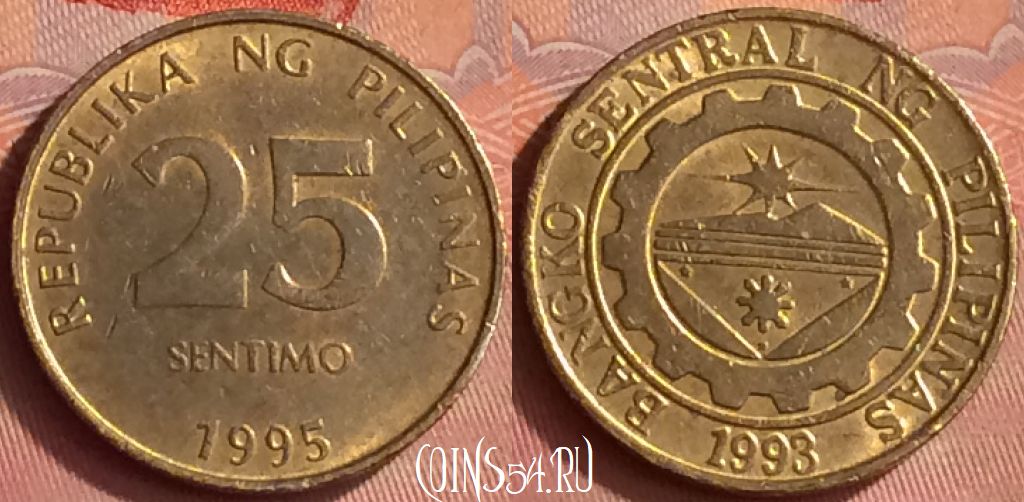 REPUBLIKA NG PILIPINAS
25
SENTIMO
1995
BANGKO SENTRAL NG PILIPINAS
1993
COINS54.RU